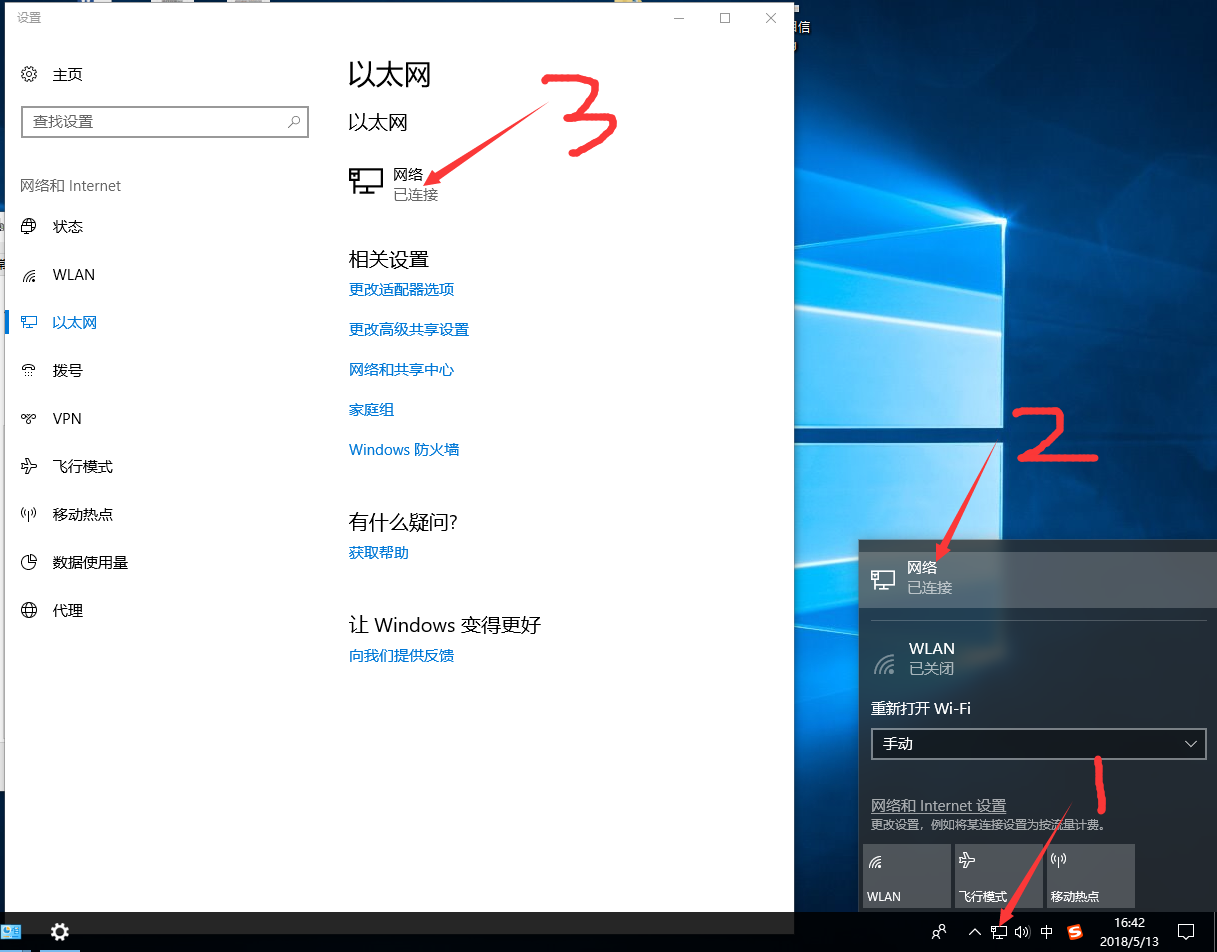 设置
主页
查找设置
网络和 Internet
状态
WLAN
以太网
拨号
VPN
飞行模式
移动热点
数据使用量
代理
以太网
以太网
网络
已连接
相关设置
更改适配器选项
更改高级共享设置
网络和共享中心
家庭组
Windows 防火墙
有什么疑问?
获取帮助
让 Windows 变得更好
向我们提供反馈
3
信
2
网络
已连接
WLAN
已关闭
重新打开 Wi-Fi
手动
1
网络和 Internet 设置
更改设置，例如将某连接设置为按流量计费。
WLAN
飞行模式
移动热点
中
16:42
2018/5/13